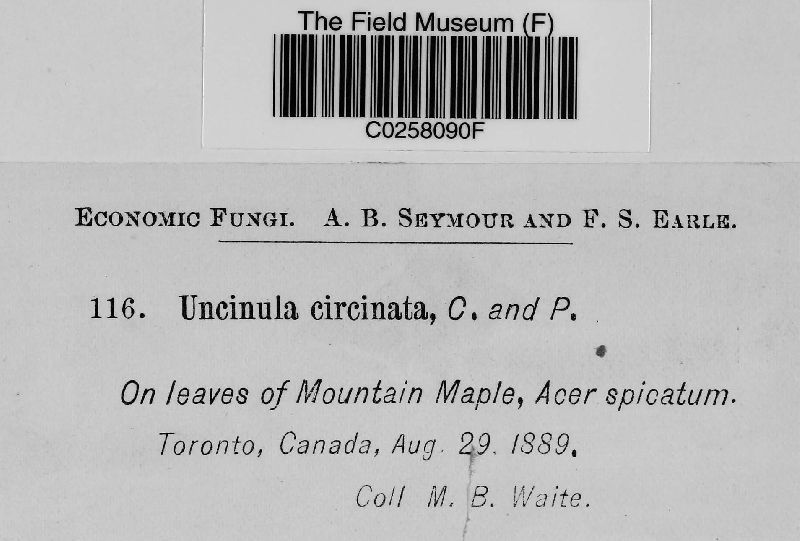 The Field Museum (F)
C0258090F
Economic Fungi. A. B. Seymour and F. S. Earle.
116. Uncinula circinata, C. and P.
On leaves of Mountain Maple, Acer spicatum.
Toronto, Canada, Aug. 29. 1889.
Coll M. B. Waite.